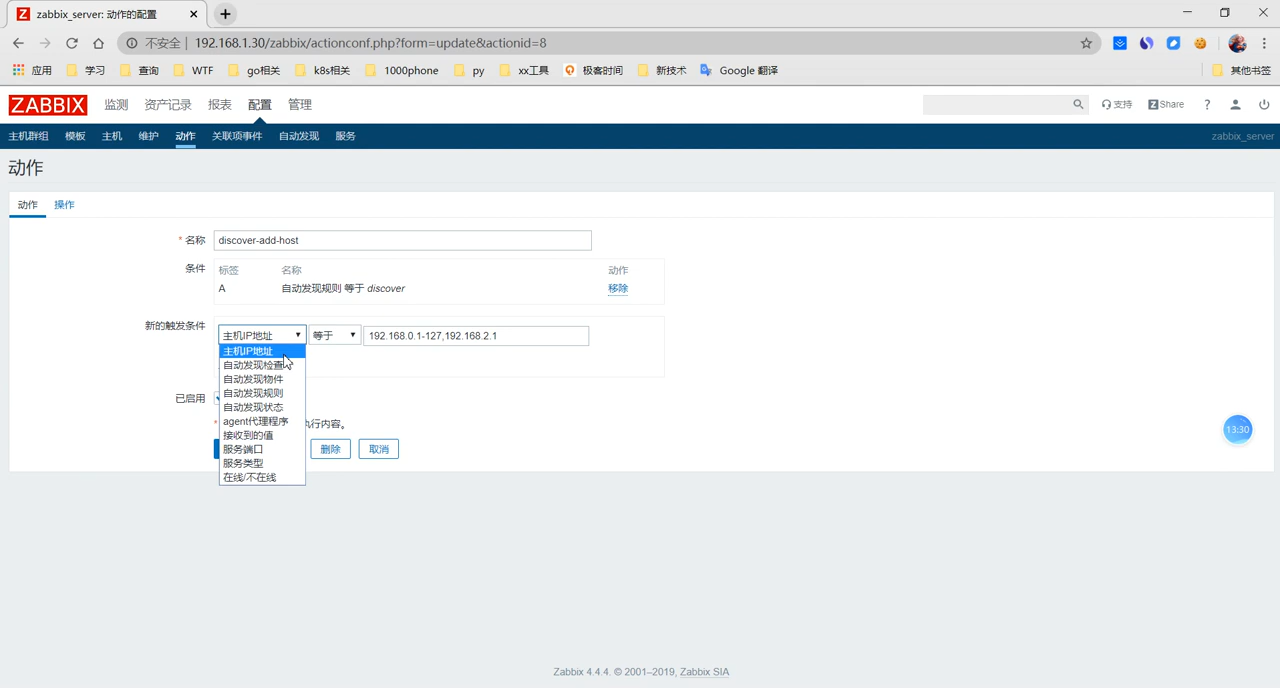 zabbix_server: 动作的配置
不安全 | 192.168.1.30/zabbix/actionconf.php?form=update&actionid=8
应用 学习 查询 WTF go相关 k8s相关 1000phone py xx工具 极客时间 新技术 Google 翻译 其他书签
ZABBIX 监测 资产记录 报表 配置 管理 支持 Z Share ?
主机群组 模板 主机 维护 动作 关联项事件 自动发现 服务 zabbix_server
动作
动作 操作
* 名称 discover-add-host
条件 标签 名称 动作
A 自动发现规则 等于 discover 移除
新的触发条件 主机IP地址 等于 192.168.0.1-127,192.168.2.1
主机IP地址
自动发现检查
自动发现物件
自动发现规则
已启用 自动发现状态
agent代理程序 执行内容。
接收到的值
服务端口 删除 取消
服务类型
在线/不在线
13:30
Zabbix 4.4.4. © 2001–2019, Zabbix SIA